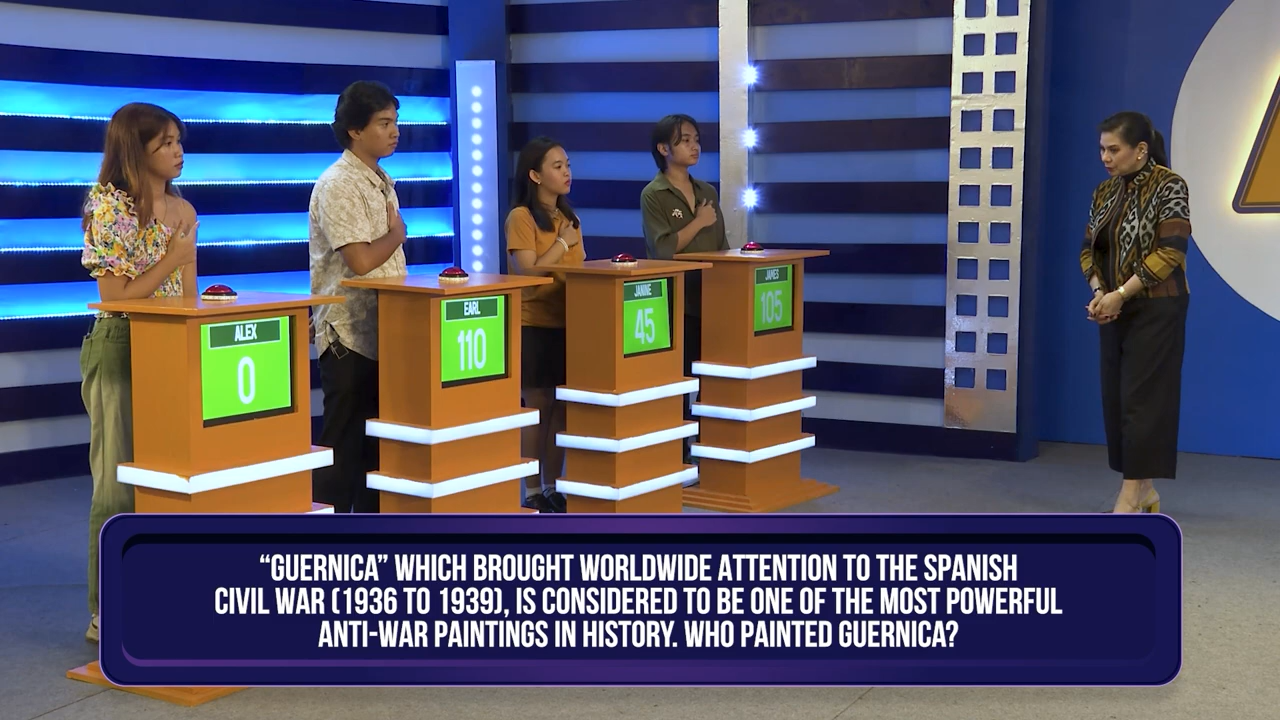 ALEX
0
EARL
110
JANINE
45
JAMES
105
“GUERNICA” WHICH BROUGHT WORLDWIDE ATTENTION TO THE SPANISH
CIVIL WAR (1936 TO 1939), IS CONSIDERED TO BE ONE OF THE MOST POWERFUL
ANTI-WAR PAINTINGS IN HISTORY. WHO PAINTED GUERNICA?